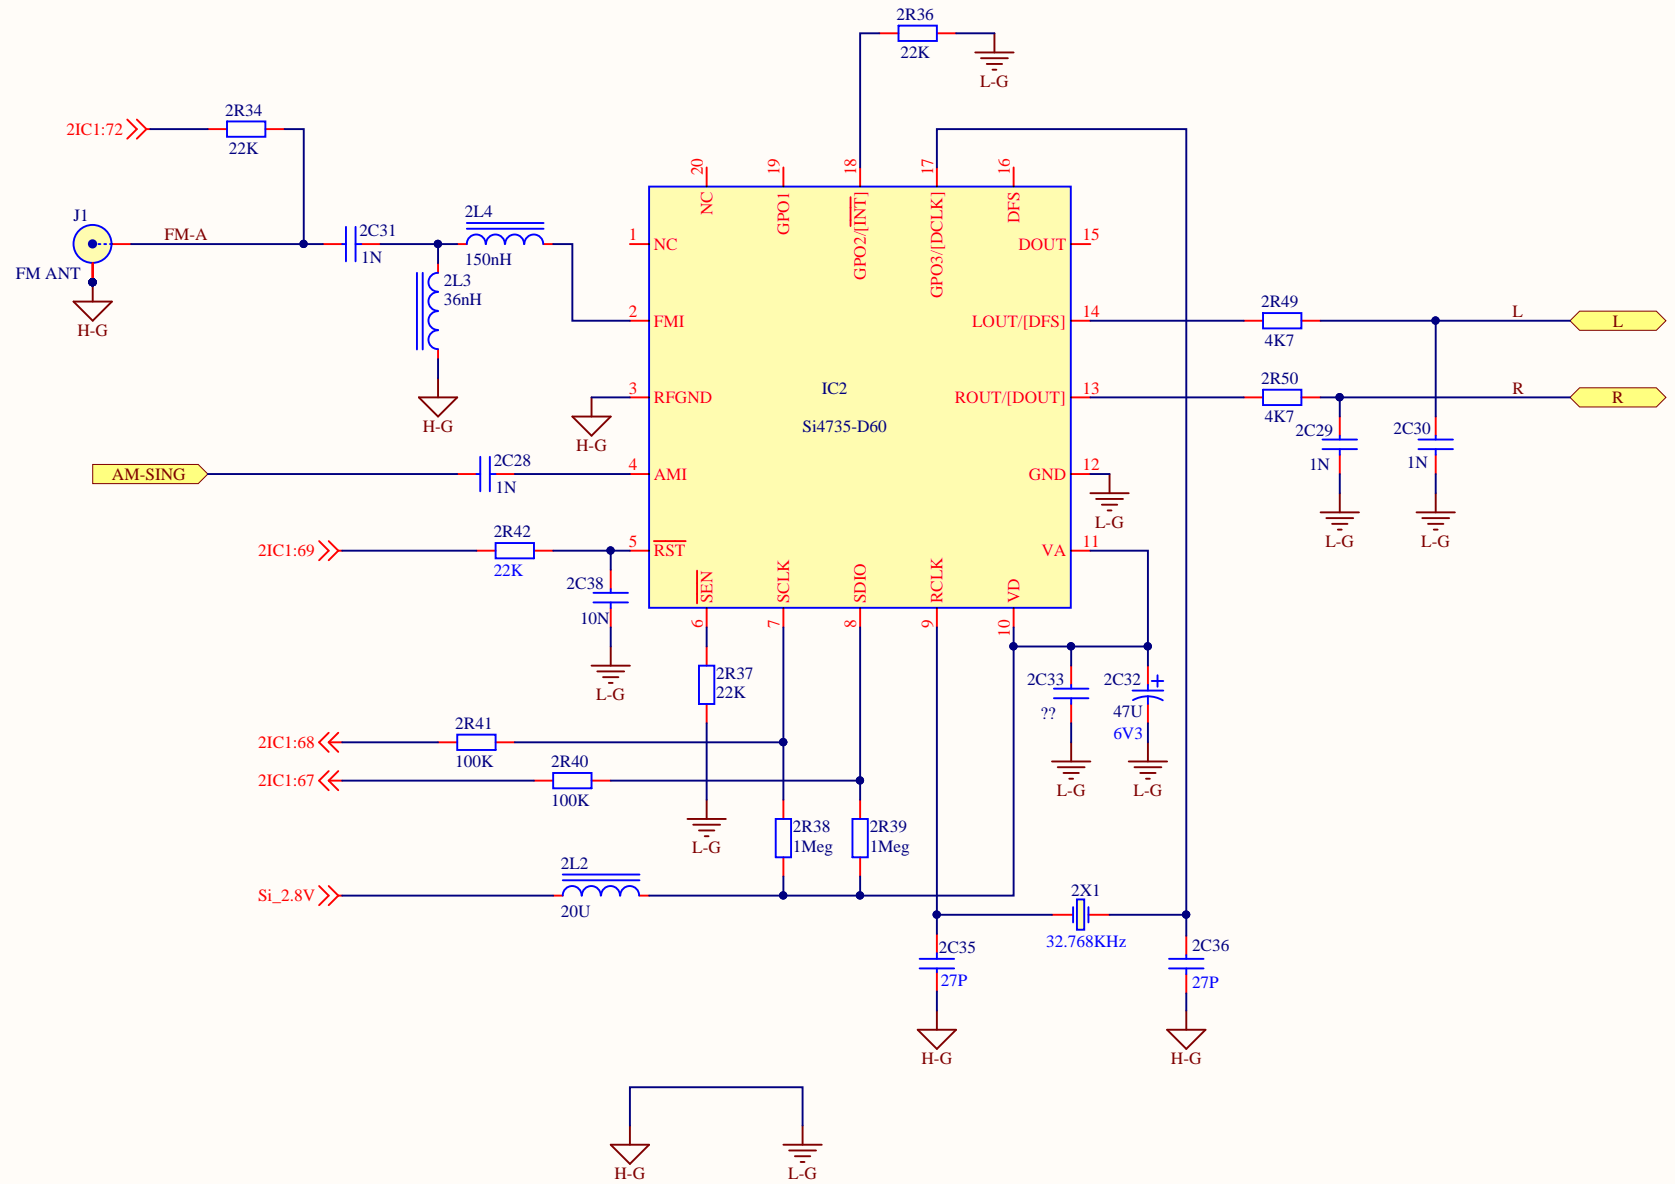 2R36
22K
L-G
2R34
2IC1:72
22K
J1
FM-A
FM ANT
H-G
2C31
1N
2L4
150nH
2L3
36nH
H-G
20
NC
19
GPO1
18
GPO2/[INT]
17
GPO3/[DCLK]
16
DFS
1
NC
2
FMI
3
RFGND
H-G
4
AMI
5
RST
15
DOUT
14
LOUT/[DFS]
13
ROUT/[DOUT]
12
GND
L-G
11
VA
IC2
Si4735-D60
6
SEN
7
SCLK
8
SDIO
9
RCLK
10
VD
2R49
4K7
L
L
2R50
4K7
R
R
2C29
1N
L-G
2C30
1N
L-G
AM-SING
2C28
1N
2IC1:69
2R42
22K
2C38
10N
L-G
2R37
22K
L-G
2IC1:68
2R41
100K
2IC1:67
2R40
100K
2R38
1Meg
2R39
1Meg
2C33
??
L-G
2C32
+
47U
6V3
L-G
Si_2.8V
2L2
20U
2X1
32.768KHz
2C35
27P
H-G
2C36
27P
H-G
H-G
L-G